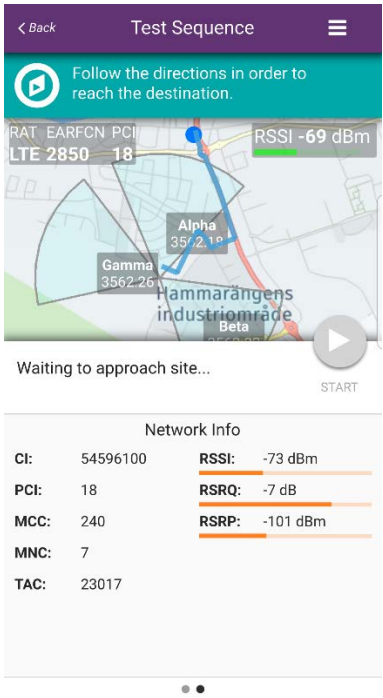 Back
Test Sequence
Follow the directions in order to
reach the destination.
RAT EARFCN PCI
LTE 2850 18
RSSI -69 dBm
Alpha
3562.18
Gamma
3562.26
Hammarängens
industriområde
Beta
Waiting to approach site...
START
Network Info
CI: 54596100 RSSI: -73 dBm
PCI: 18 RSRQ: -7 dB
MCC: 240 RSRP: -101 dBm
MNC: 7
TAC: 23017